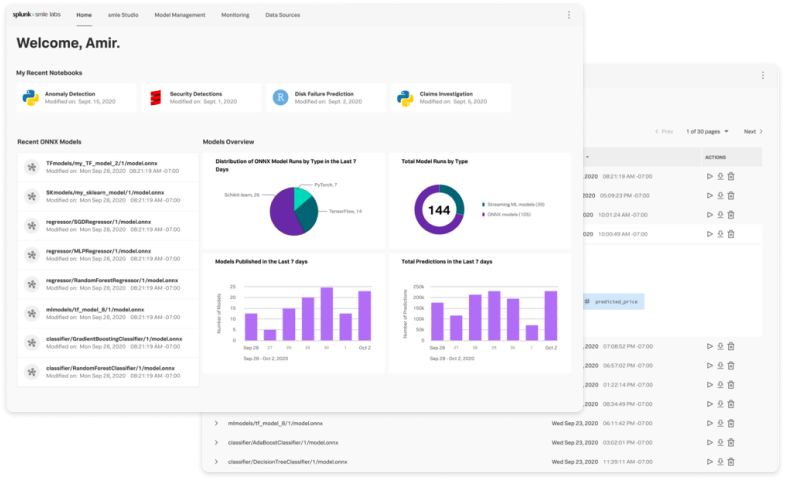 splunk> smle labs
Home
smle Studio
Model Management
Monitoring
Data Sources
Welcome, Amir.
My Recent Notebooks
Anomaly Detection
Modified on: Sept. 15, 2020
Security Detections
Modified on: Sept. 1, 2020
Disk Failure Prediction
Modified on: Sept. 2, 2020
Claims Investigation
Modified on: Sept. 5, 2020
Recent ONNX Models
TFmodels/my_TF_model_2/1/model.onnx
Modified on: Mon Sep 28, 2020 08:21:19 AM -07:00
SKmodels/my_sklearn_model/1/model.onnx
Modified on: Mon Sep 28, 2020 08:21:19 AM -07:00
regressor/SGDRegressor/1/model.onnx
Modified on: Mon Sep 28, 2020 08:21:19 AM -07:00
regressor/MLPRegressor/1/model.onnx
Modified on: Mon Sep 28, 2020 08:21:19 AM -07:00
regressor/RandomForestRegressor/1/model.onnx
Modified on: Mon Sep 28, 2020 08:21:19 AM -07:00
mlmodels/tf_model_6/1/model.onnx
Modified on: Mon Sep 28, 2020 08:21:19 AM -07:00
classifier/GradientBoostingClassifier/1/model.onnx
Modified on: Mon Sep 28, 2020 08:21:19 AM -07:00
classifier/RandomForestClassifier/1/model.onnx
Modified on: Mon Sep 28, 2020 08:21:19 AM -07:00
Models Overview
Distribution of ONNX Model Runs by Type in the Last 7
Days
PyTorch, 7
Scikit-learn, 28
TensorFlow, 14
Total Model Runs by Type
144
Streaming ML models (39)
ONNX models (105)
Models Published in the Last 7 days
Number of Models
25
20
15
10
5
0
Sep 26
27
28
29
30
1
Oct 2
Sep 26 - Oct 2, 2020
Total Predictions in the Last 7 days
Number of Predictions
250k
200k
150k
100k
50k
0
Sep 26
27
28
29
30
1
Oct 2
Sep 26 - Oct 2, 2020
Prev
1 of 30 pages
Next
ACTIONS
2020 08:21:19 AM -07:00
2020 05:09:23 PM -07:00
2020 10:01:24 AM -07:00
2020 10:00:49 AM -07:00
# predicted_price
2020 07:08:52 PM -07:00
2020 06:57:02 PM -07:00
2020 01:22:14 PM -07:00
2020 08:34:49 PM -07:00
mlmodels/tf_model_6/1/model.onnx
Wed Sep 23, 2020 06:11:42 PM -07:00
classifier/AdaBoostClassifier/1/model.onnx
Wed Sep 23, 2020 03:02:01 PM -07:00
classifier/DecisionTreeClassifier/1/model.onnx
Wed Sep 23, 2020 11:39:11 AM -07:00